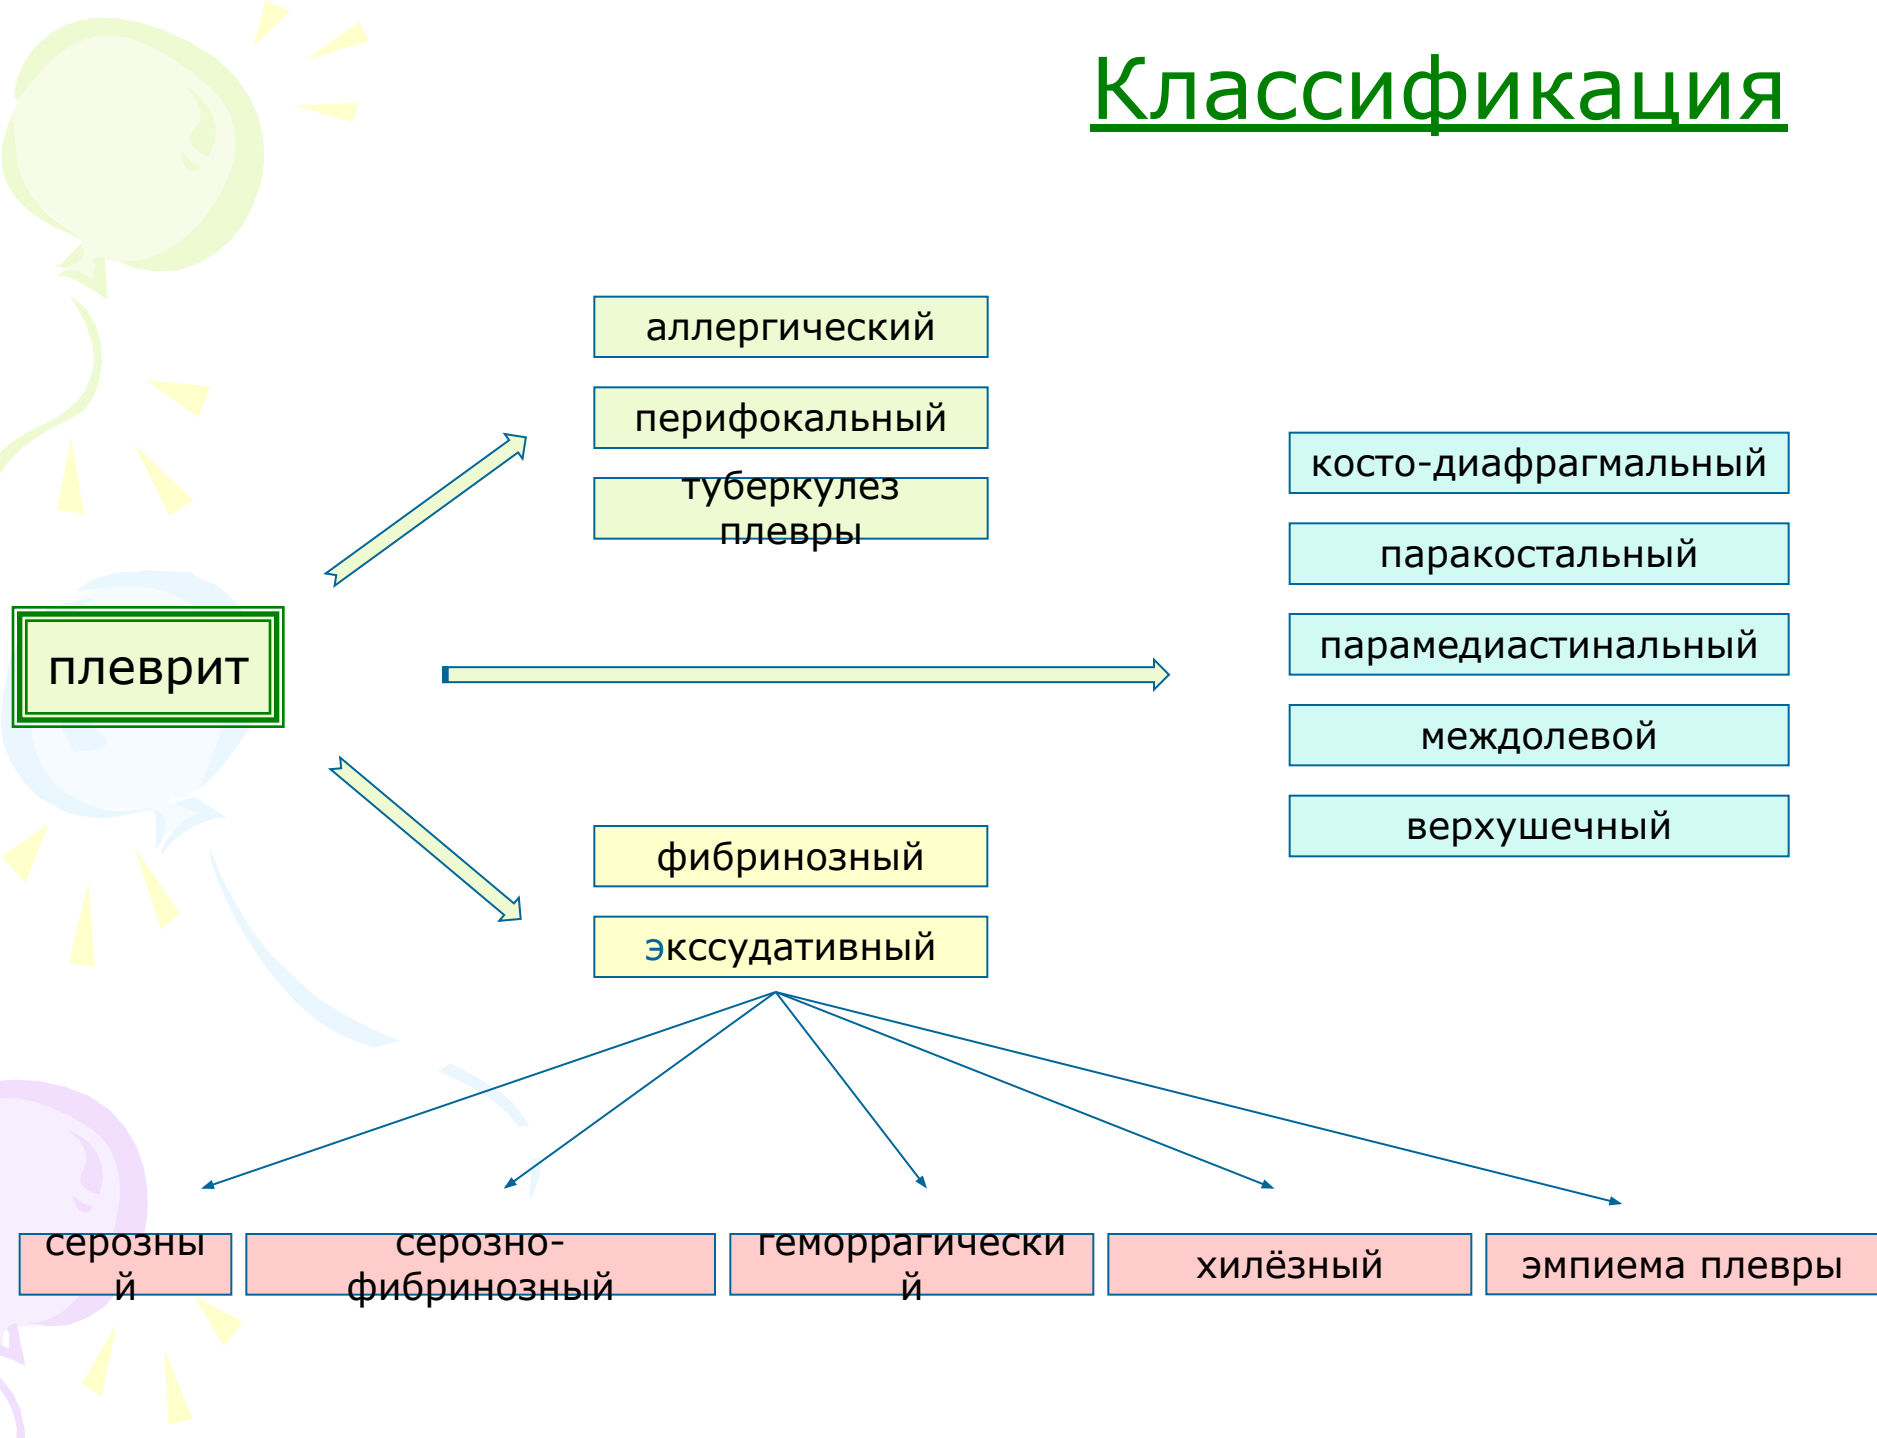 Классификация
аллергический
перифокальный
туберкулез
плевры
косто-диафрагмальный
паракостальный
парамедиастинальный
междолевой
верхушечный
плеврит
фибринозный
экссудативный
серозны
й
серозно-
фибринозный
геморрагически
й
хилёзный
эмпиема плевры